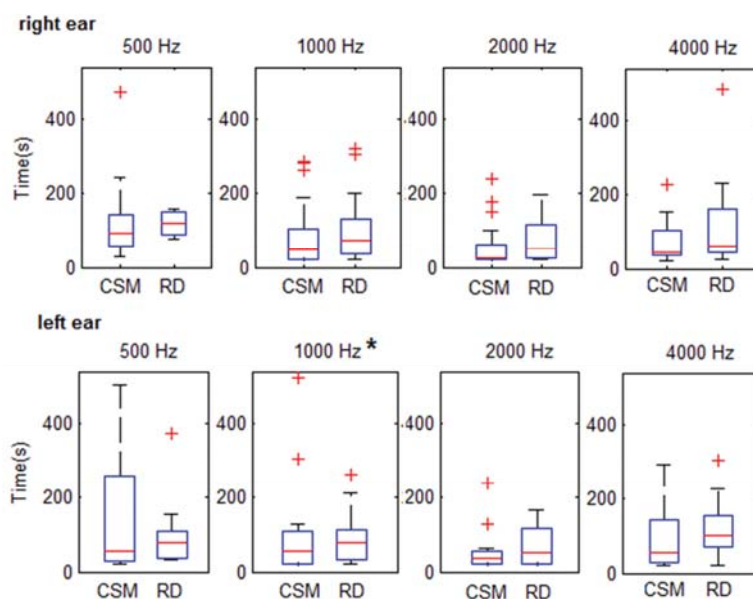 right ear
500 Hz 1000 Hz 2000 Hz 4000 Hz
Time(s)
400 400 400 400
200 200 200 200
0 0 0 0
CSM RD CSM RD CSM RD CSM RD
left ear
500 Hz 1000 Hz * 2000 Hz 4000 Hz
Time(s)
400 400 400 400
200 200 200 200
0 0 0 0
CSM RD CSM RD CSM RD CSM RD